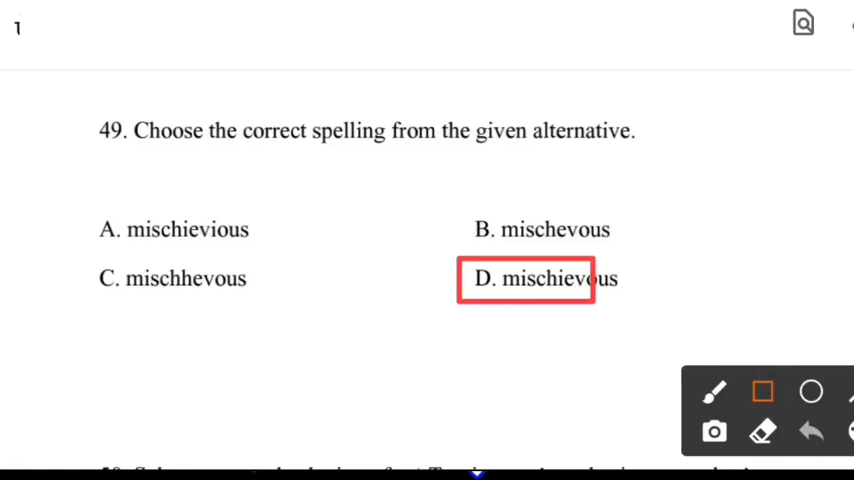 1
49. Choose the correct spelling from the given alternative.
A. mischievious
B. mischevous
C. mischhevous
D. mischievous